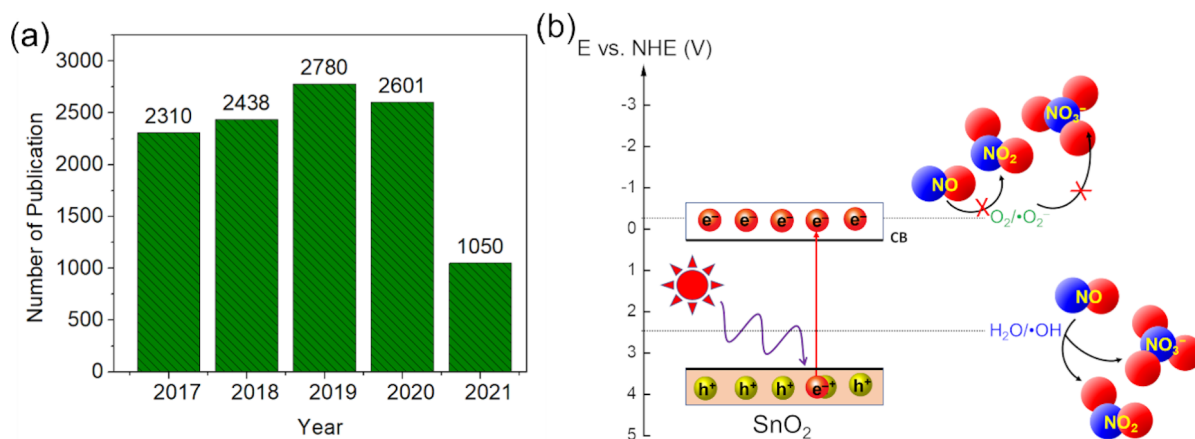 (a)
Number of Publication
3000
2500
2000
1500
1000
500
0
2310
2438
2780
2601
1050
2017
2018
2019
2020
2021
Year
(b)
E vs. NHE (V)
-3
-2
-1
0
1
2
3
4
5
NO
NO₂
NO₃⁻
O₂/•O₂⁻
e⁻ e⁻ e⁻ e⁻ e⁻
CB
H₂O/•OH
NO
NO₃⁻
NO₂
h⁺ h⁺ h⁺ e⁻ + h⁺
SnO₂